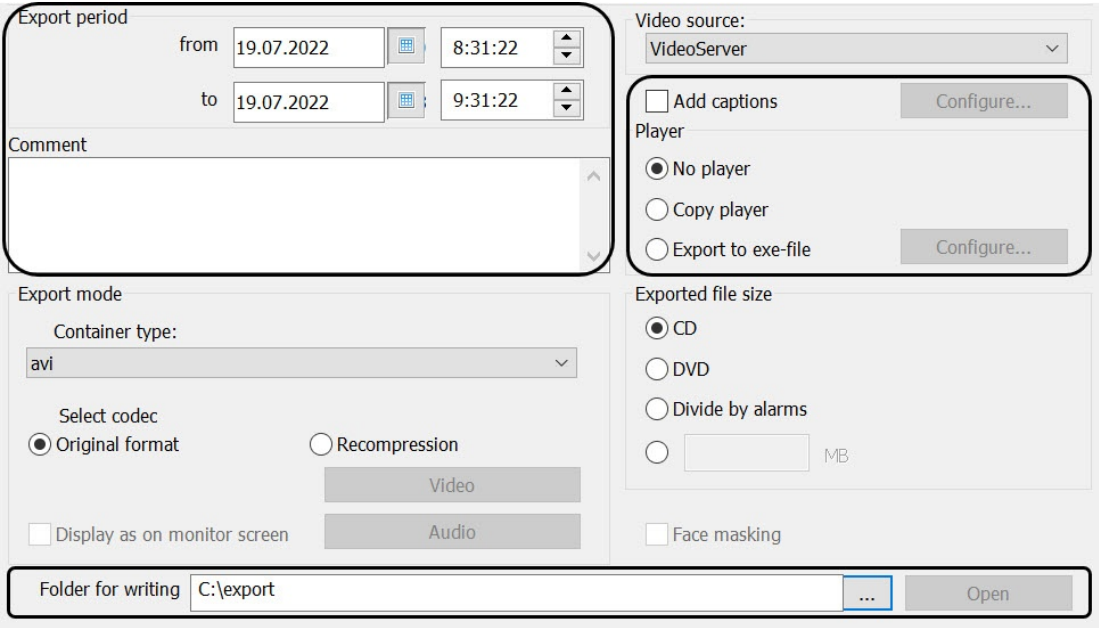 Export period
from 19.07.2022 8:31:22
to 19.07.2022 9:31:22
Comment
Video source:
VideoServer
Add captions Configure...
Player
No player
Copy player
Export to exe-file Configure...
Export mode
Container type:
avi
Select codec
Original format Recompression
Video
Display as on monitor screen Audio
Exported file size
CD
DVD
Divide by alarms
MB
Face masking
Folder for writing C:\export ... Open